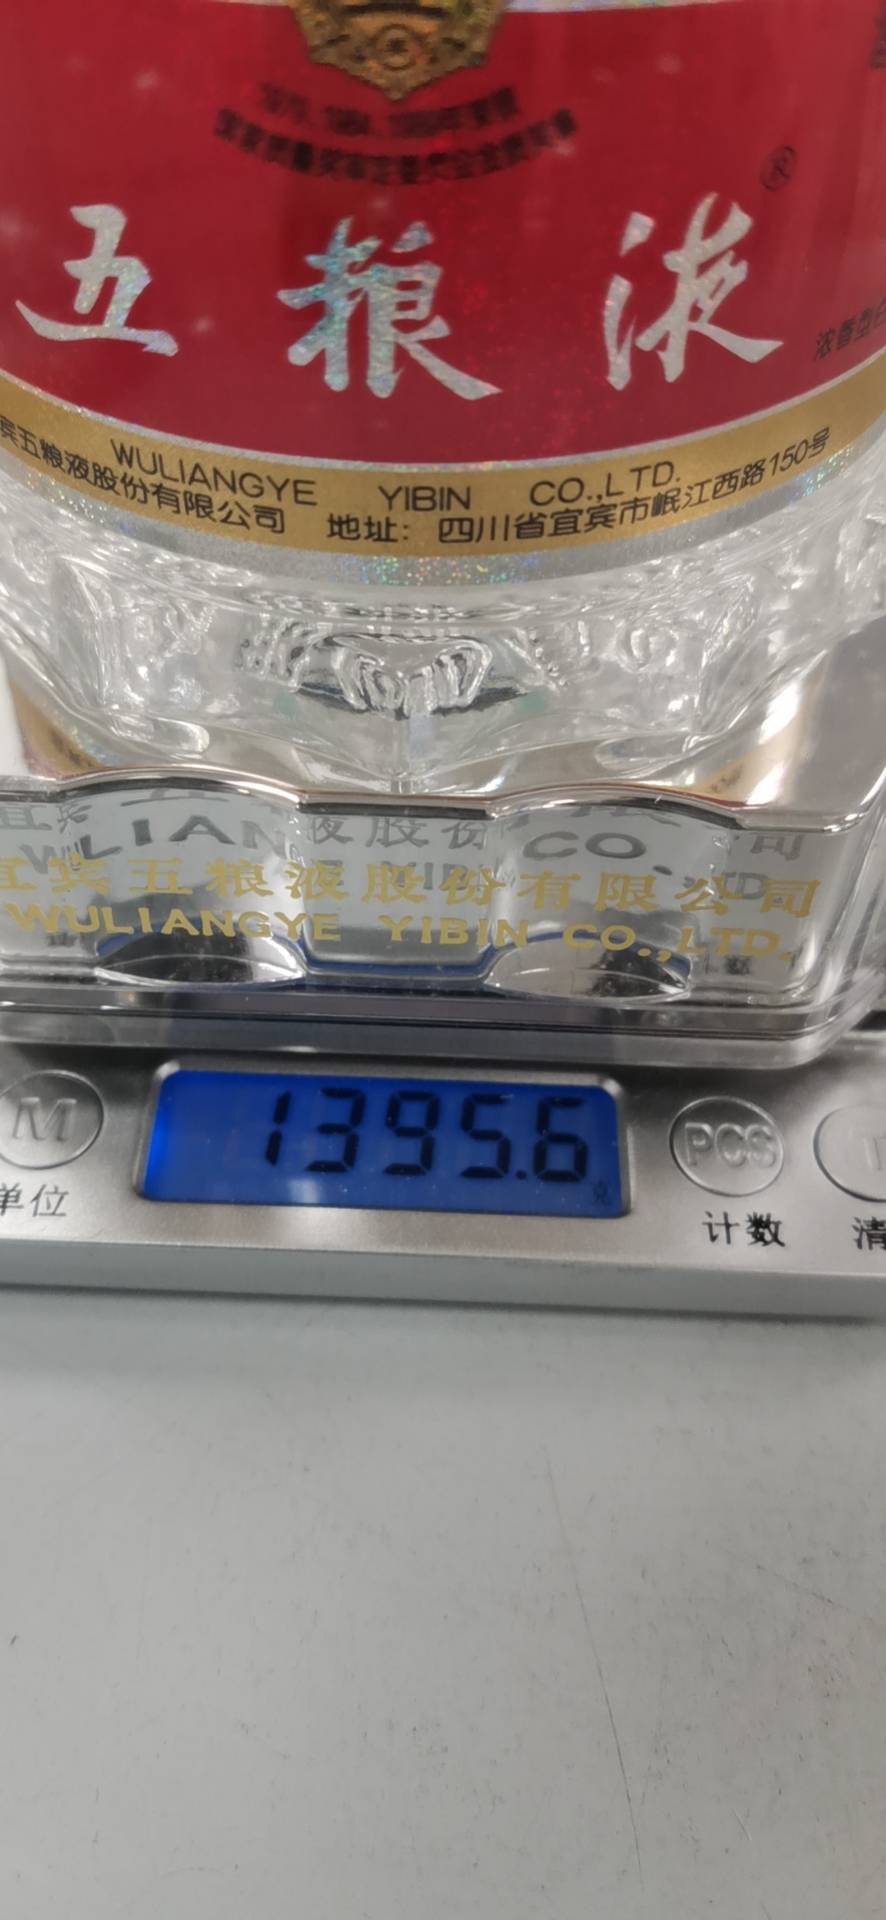 五粮液
®
浓香型白
宾五粮液股份有限公司 地址：四川省宜宾市岷江西路150号
WULIANGYE YIBIN CO.,LTD.
宜宾五粮液股份有限公司
WULIANGYE YIBIN CO.,LTD.
M
1395.6
克
PCS
单位
计数
清